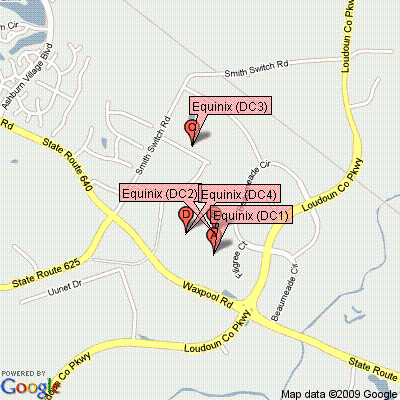 Cir
Ashburn Village Blvd
Smith Switch Rd
Loudoun Co Pkwy
Equinix (DC3)
C
Rd
State Route 640
Smith Switch Rd
Beaumeade Cir
Equinix (DC2)
Equinix (DC4)
Loudoun Co Pkwy
D
Equinix (DC1)
A
Filigree Ct
State Route 625
Uunet Dr
Waxpool Rd
Beaumeade Cir
Loudoun Co Pkwy
State Route
POWERED BY
Google
Co Pkwy
Map data ©2009 Google